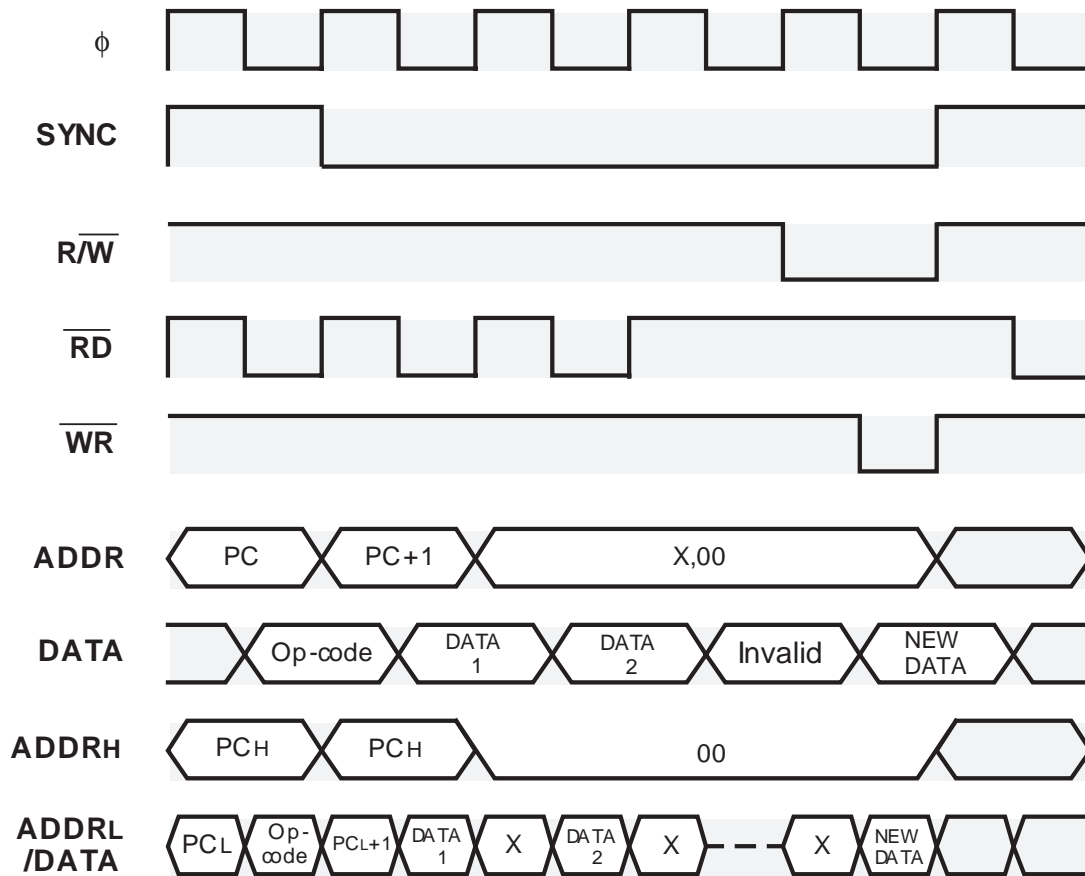 ϕ
SYNC
R/W
RD
WR
ADDR PC PC+1 X,00
DATA Op-code DATA 1 DATA 2 Invalid NEW DATA
ADDRH PCH PCH 00
ADDRL /DATA PCL Op-code PCL+1 DATA 1 X DATA 2 X X NEW DATA